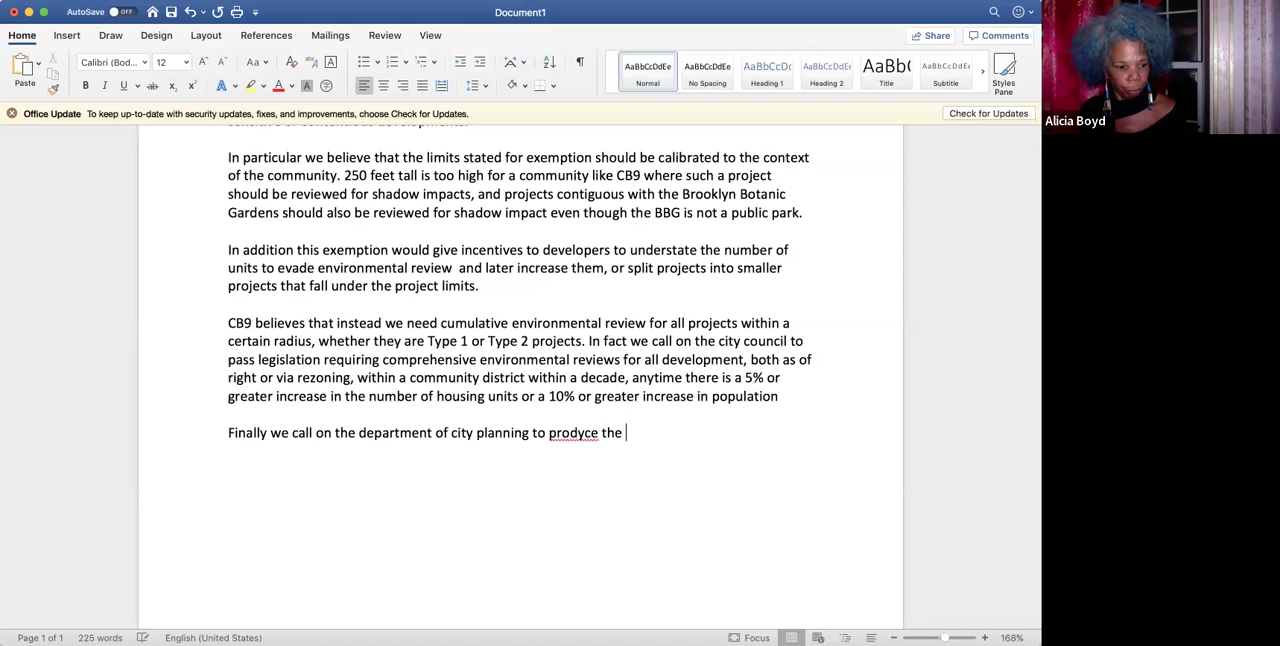 AutoSave OFF
Document1
Home Insert Draw Design Layout References Mailings Review View
Share Comments
Calibri (Bod... 12
Aa
A
Paste
B I U ab x₂ x² A A A
AaBbCcDdEe AaBbCcDdEe AaBbCcDc AaBbCcDdEe AaBb( AaBbCcDdEe
Normal No Spacing Heading 1 Heading 2 Title Subtitle
Styles
Pane
Office Update To keep up-to-date with security updates, fixes, and improvements, choose Check for Updates.
Check for Updates
Alicia Boyd
In particular we believe that the limits stated for exemption should be calibrated to the context
of the community. 250 feet tall is too high for a community like CB9 where such a project
should be reviewed for shadow impacts, and projects contiguous with the Brooklyn Botanic
Gardens should also be reviewed for shadow impact even though the BBG is not a public park.
In addition this exemption would give incentives to developers to understate the number of
units to evade environmental review and later increase them, or split projects into smaller
projects that fall under the project limits.
CB9 believes that instead we need cumulative environmental review for all projects within a
certain radius, whether they are Type 1 or Type 2 projects. In fact we call on the city council to
pass legislation requiring comprehensive environmental reviews for all development, both as of
right or via rezoning, within a community district within a decade, anytime there is a 5% or
greater increase in the number of housing units or a 10% or greater increase in population
Finally we call on the department of city planning to prodyce the
Page 1 of 1 225 words English (United States)
Focus
168%